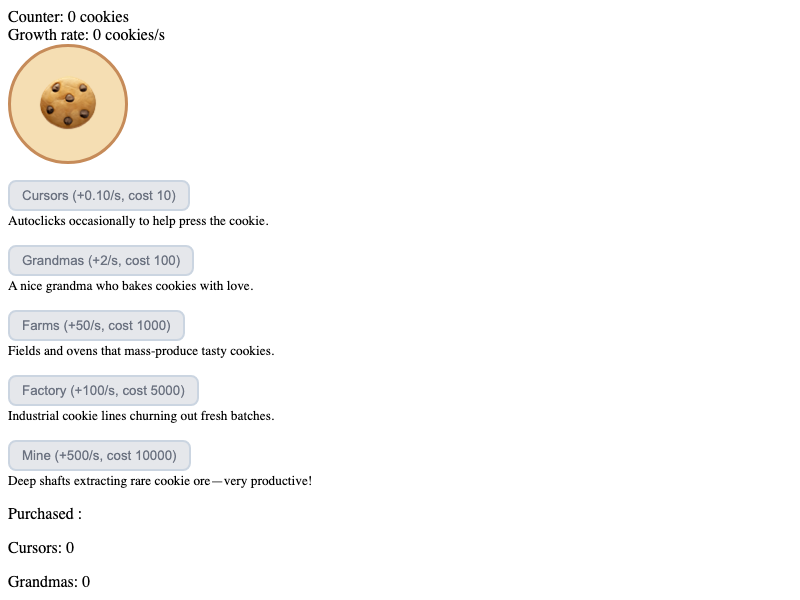 Counter: 0 cookies
Growth rate: 0 cookies/s
Cursors (+0.10/s, cost 10)
Autoclicks occasionally to help press the cookie.
Grandmas (+2/s, cost 100)
A nice grandma who bakes cookies with love.
Farms (+50/s, cost 1000)
Fields and ovens that mass-produce tasty cookies.
Factory (+100/s, cost 5000)
Industrial cookie lines churning out fresh batches.
Mine (+500/s, cost 10000)
Deep shafts extracting rare cookie ore—very productive!
Purchased :
Cursors: 0
Grandmas: 0